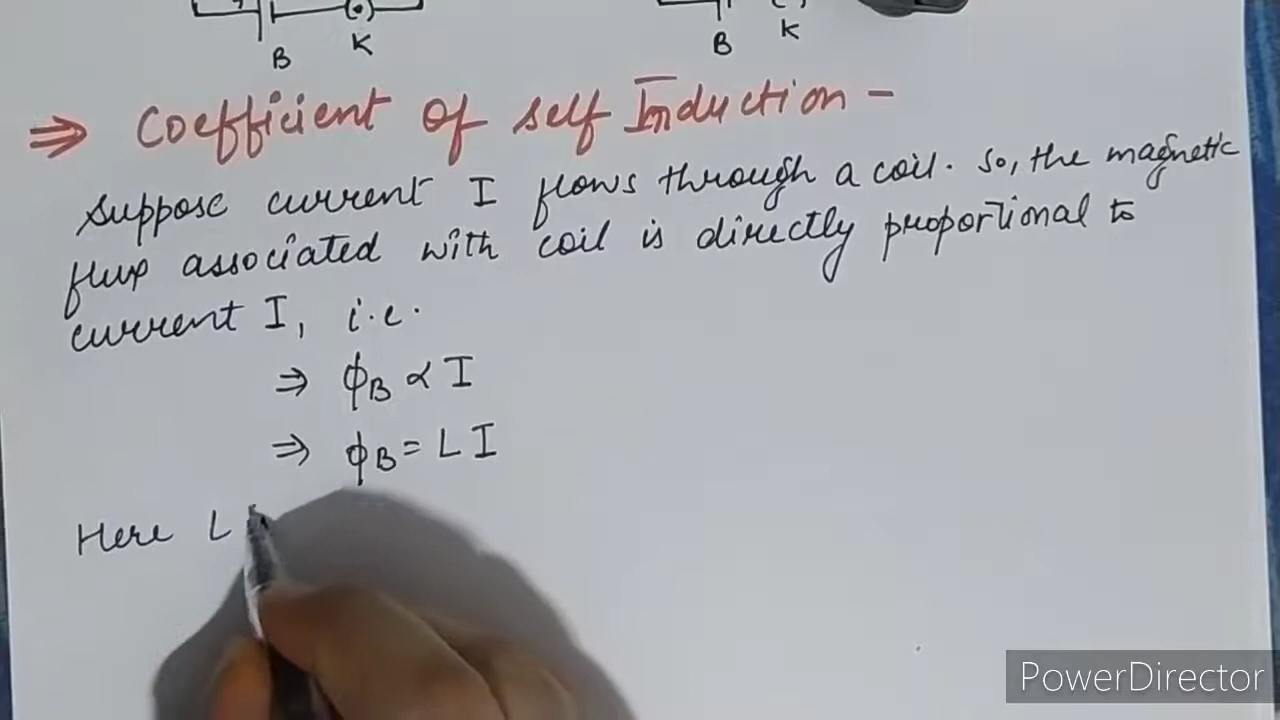 B K B K
⇒ Coefficient of self Induction -
Suppose current I flows through a coil. So, the magnetic
flux associated with coil is directly proportional to
current I, i.e.
⇒ ϕB ∝ I
⇒ ϕB = L I
Here L
PowerDirector